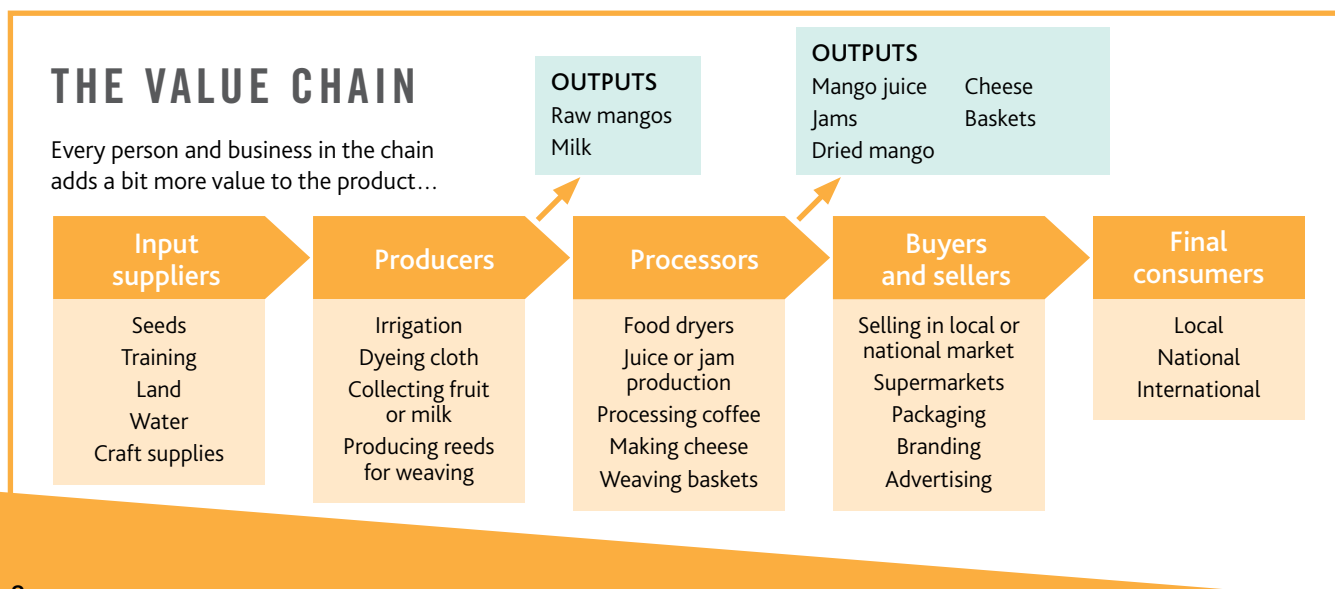 THE VALUE CHAIN
Every person and business in the chain
adds a bit more value to the product…
OUTPUTS
Raw mangos
Milk
OUTPUTS
Mango juice
Jams
Dried mango
Cheese
Baskets
Input
suppliers
Seeds
Training
Land
Water
Craft supplies
Producers
Irrigation
Dyeing cloth
Collecting fruit
or milk
Producing reeds
for weaving
Processors
Food dryers
Juice or jam
production
Processing coffee
Making cheese
Weaving baskets
Buyers
and sellers
Selling in local or
national market
Supermarkets
Packaging
Branding
Advertising
Final
consumers
Local
National
International